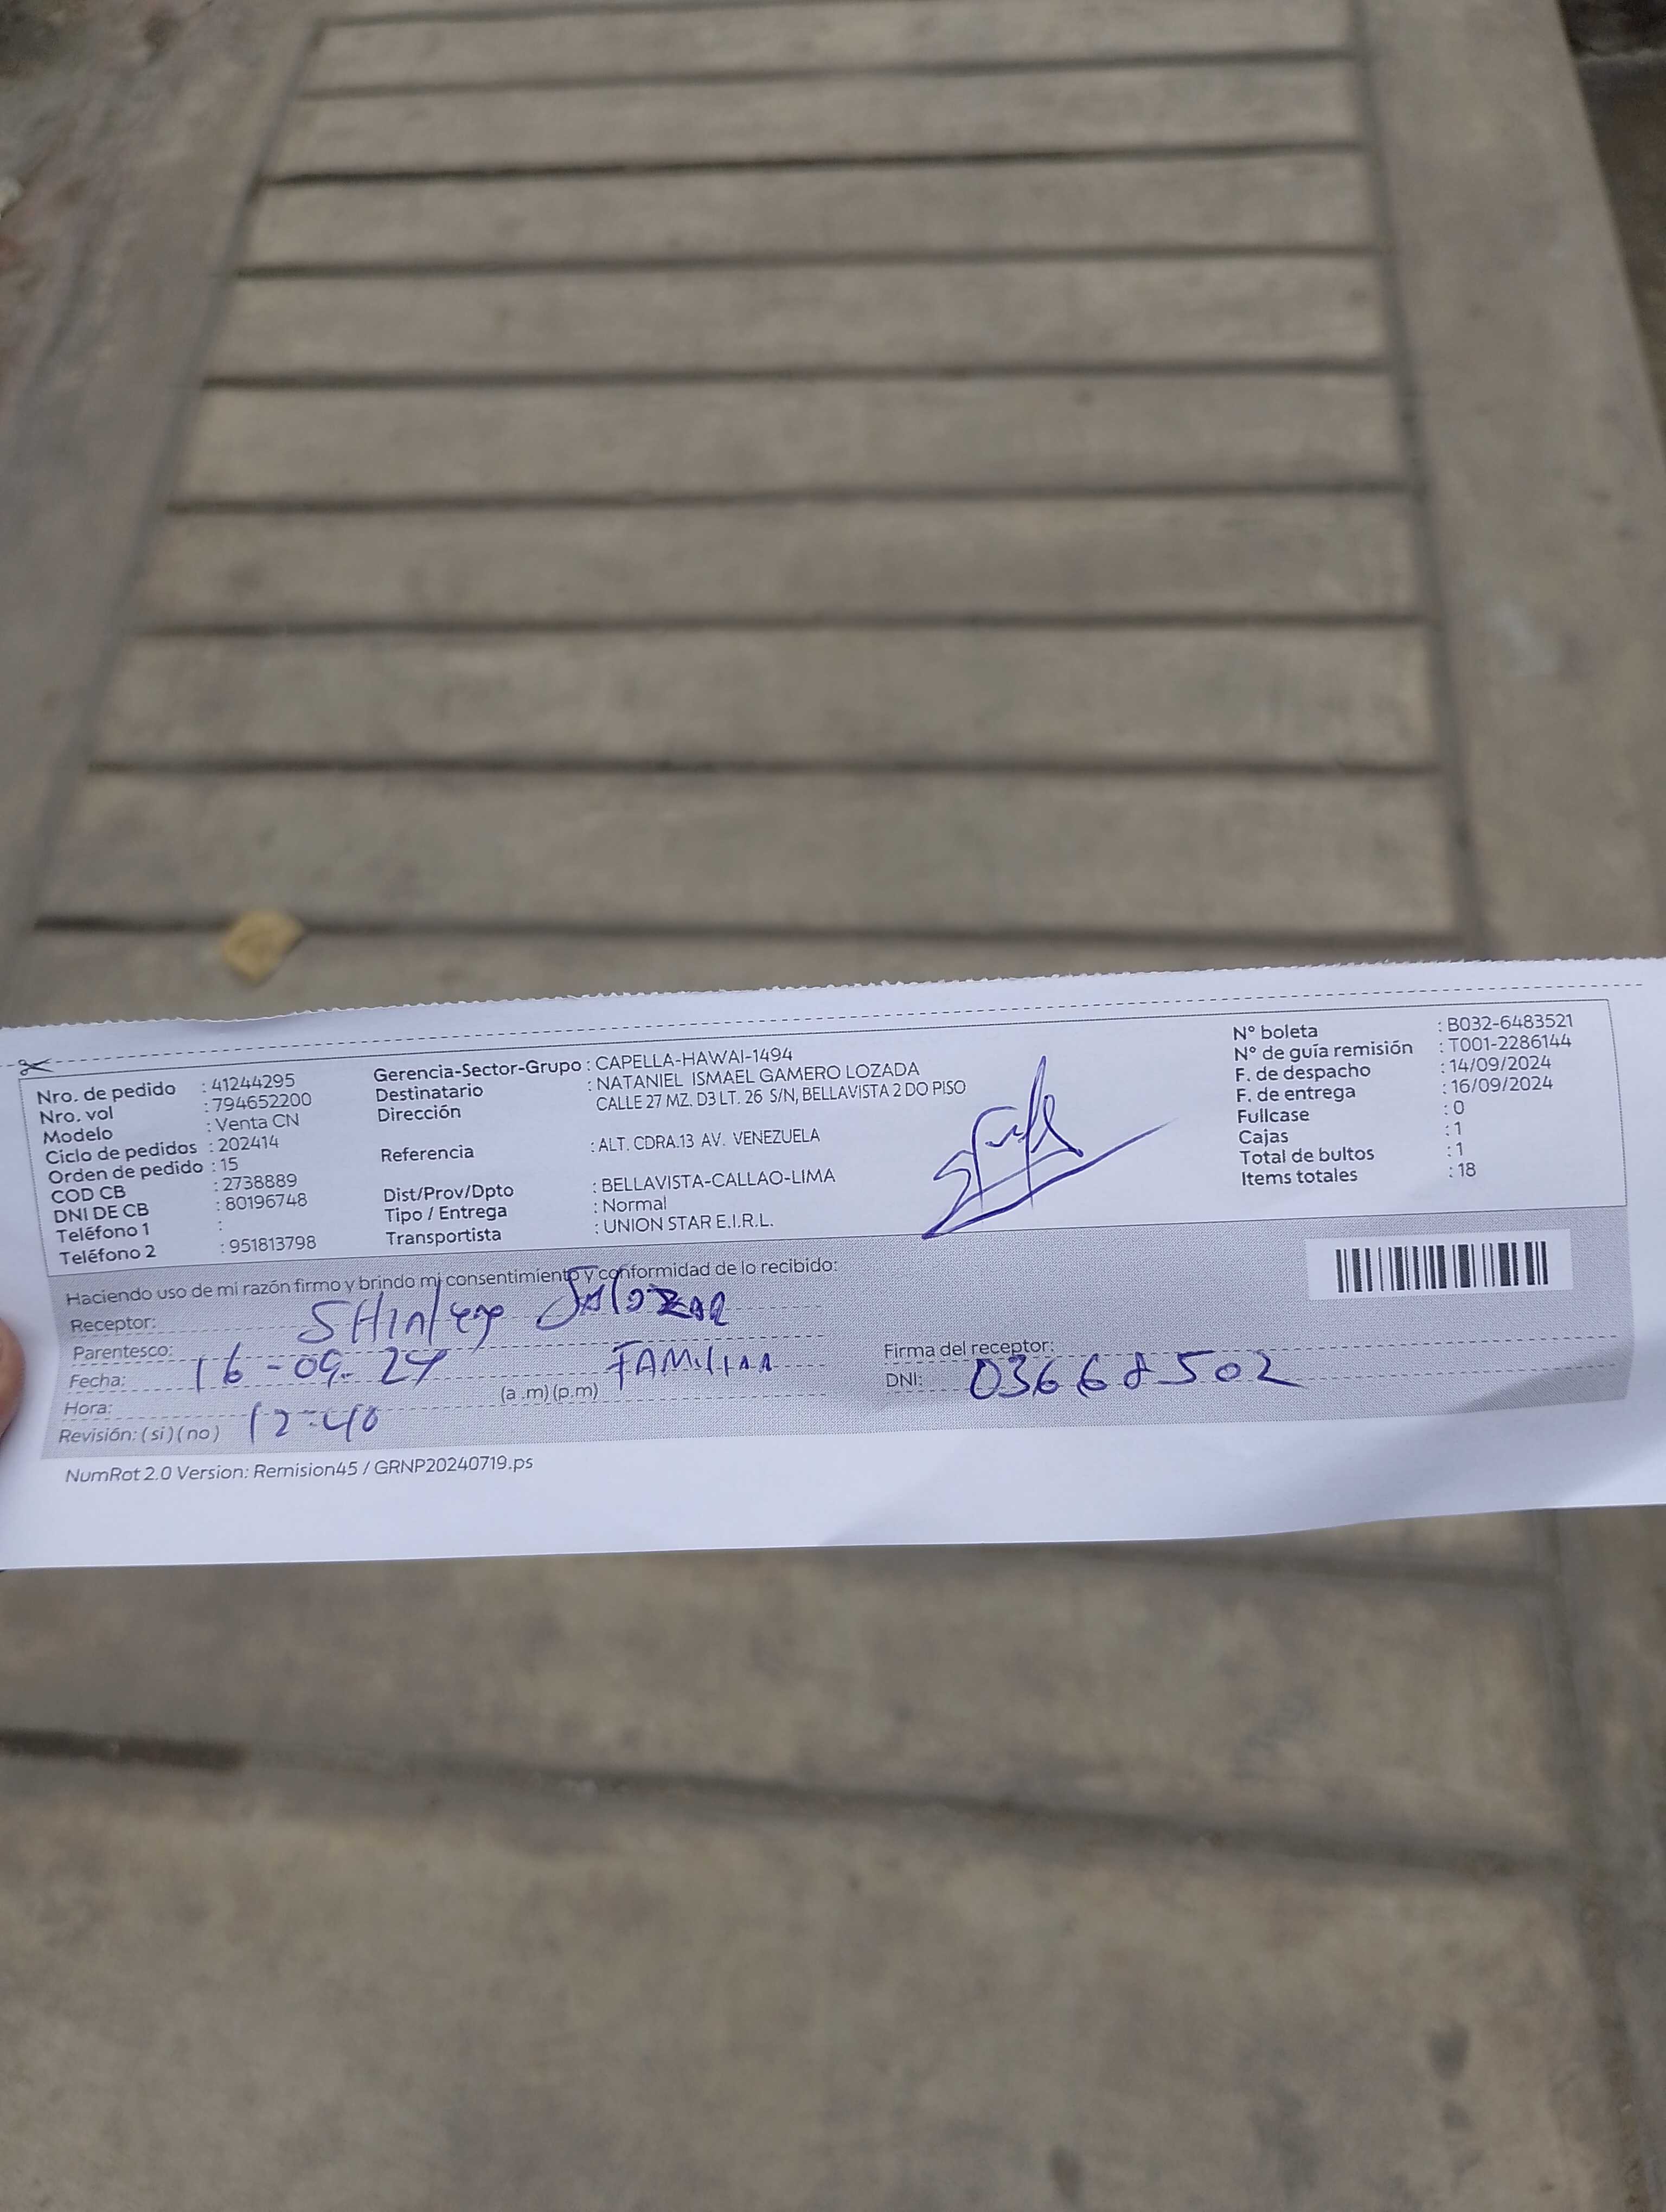 Nro. de pedido : 41244295
Nro. vol : 794652200
Modelo : Venta CN
Ciclo de pedidos : 202414
Orden de pedido : 15
COD CB : 2738889
DNI DE CB : 80196748
Teléfono 1 :
Teléfono 2 : 951813798
Gerencia-Sector-Grupo : CAPELLA-HAWAI-1494
Destinatario : NATANIEL ISMAEL GAMERO LOZADA
Dirección CALLE 27 MZ. D3 LT. 26 S/N, BELLAVISTA 2 DO PISO
Referencia : ALT. CDRA.13 AV. VENEZUELA
Dist/Prov/Dpto : BELLAVISTA-CALLAO-LIMA
Tipo / Entrega : Normal
Transportista : UNION STAR E.I.R.L.
N° boleta : B032-6483521
N° de guía remisión : T001-2286144
F. de despacho : 14/09/2024
F. de entrega : 16/09/2024
Fullcase : 0
Cajas : 1
Total de bultos : 1
Items totales : 18
Haciendo uso de mi razón firmo y brindo mi consentimiento y conformidad de lo recibido:
Receptor:
Parentesco: FAMILIAR
Fecha: 16-09-24
Hora: 12:40 (a .m) (p.m)
Revisión: ( si ) ( no )
Firma del receptor:
DNI: 03668502
NumRot 2.0 Version: Remision45 / GRNP20240719.ps